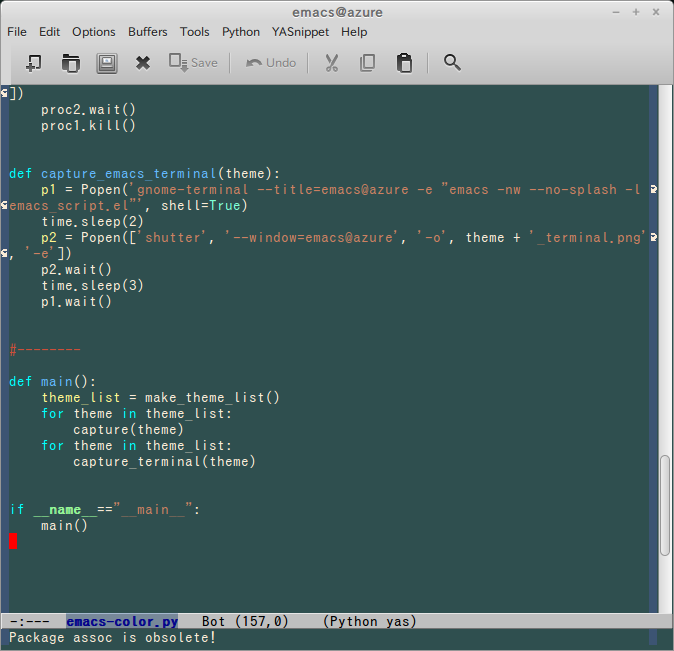 emacs@azure
File Edit Options Buffers Tools Python YASnippet Help
Save Undo
])
    proc2.wait()
    proc1.kill()
def capture_emacs_terminal(theme):
    p1 = Popen('gnome-terminal --title=emacs@azure -e "emacs -nw --no-splash -l
emacs_script.el"', shell=True)
    time.sleep(2)
    p2 = Popen(['shutter', '--window=emacs@azure', '-o', theme + '_terminal.png'
, '-e'])
    p2.wait()
    time.sleep(3)
    p1.wait()
#--------
def main():
    theme_list = make_theme_list()
    for theme in theme_list:
        capture(theme)
    for theme in theme_list:
        capture_terminal(theme)
if __name__=="__main__":
    main()
-:---  emacs-color.py   Bot (157,0)    (Python yas)
Package assoc is obsolete!